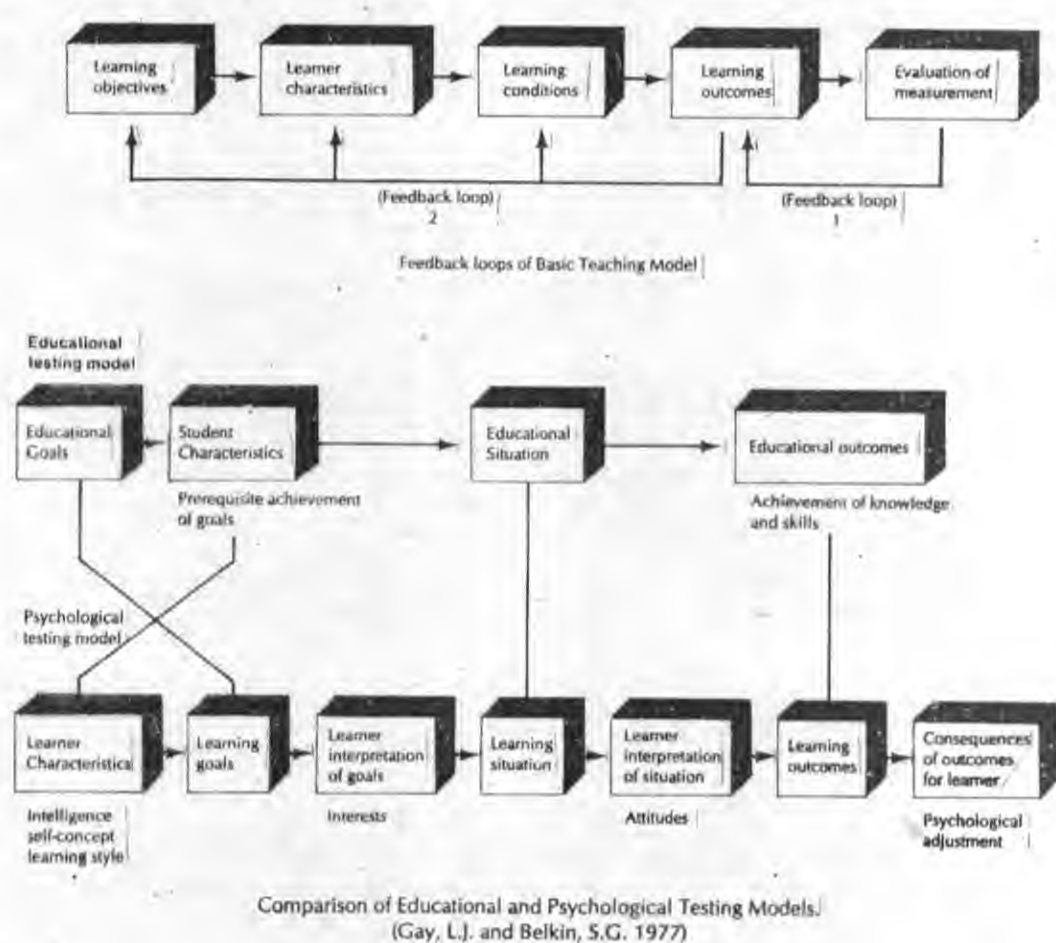 Learning
objectives
Learner
characteristics
Learning
conditions
Learning
outcomes
Evaluation of
measurement
(Feedback loop)
2
(Feedback loop)
1
Feedback loops of Basic Teaching Model
Educational
testing model
Educational
Goals
Student
Characteristics
Educational
Situation
Educational outcomes
Prerequisite achievement
of goals
Achievement of knowledge
and skills
Psychological
testing model
Learner
Characteristics
Learning
goals
Learner
interpretation
of goals
Learning
situation
Learner
interpretation
of situation
Learning
outcomes
Consequences
of outcomes
for learner
Intelligence
self-concept
learning style
Interests
Attitudes
Psychological
adjustment
Comparison of Educational and Psychological Testing Models.
(Gay, L.J. and Belkin, S.G. 1977)